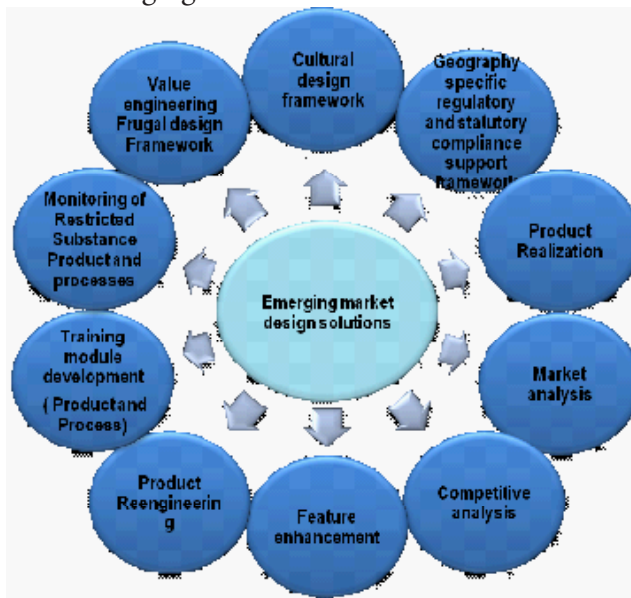 Cultural
design
framework
Geography
specific
regulatory
and statutory
compliance
support
framework
Product
Realization
Market
analysis
Competitive
analysis
Feature
enhancement
Product
Reengineerin
g
Training
module
development
( Product and
Process)
Monitoring of
Restricted
Substance
Product and
processes
Value
engineering
Frugal design
Framework
Emerging market
design solutions